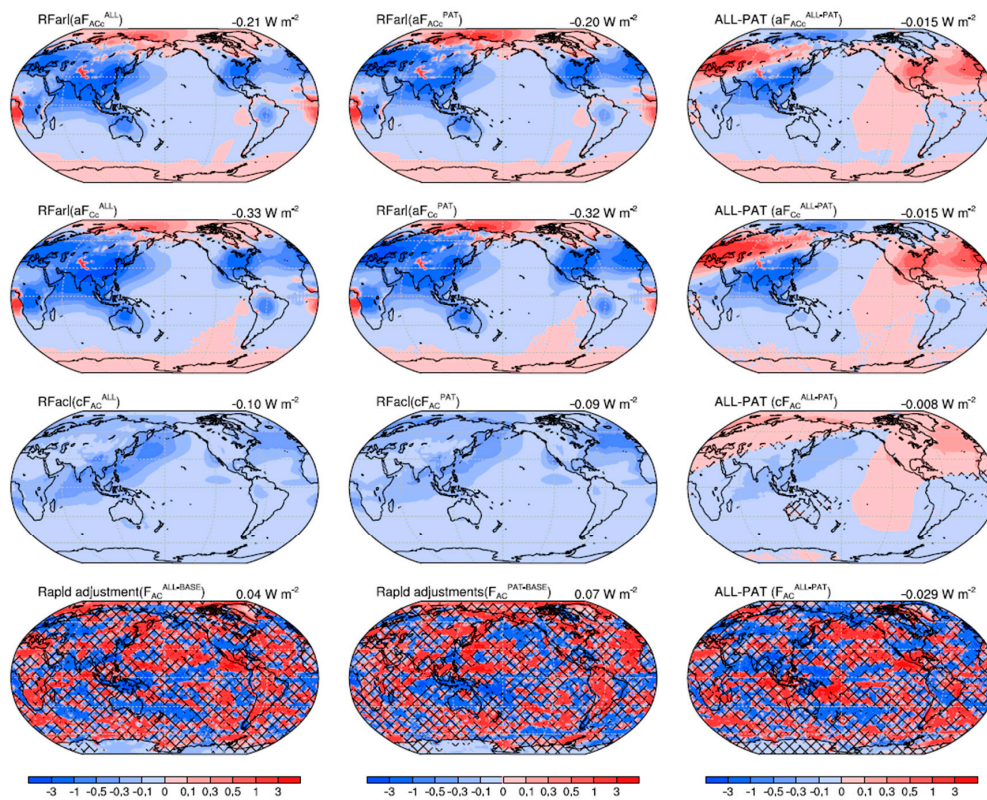 RFarl(aF_ACc^ALL) -0.21 W m⁻²
RFarl(aF_ACc^PAT) -0.20 W m⁻²
ALL-PAT (aF_ACc^ALL-PAT) -0.015 W m⁻²
RFarl(aF_Cc^ALL) -0.33 W m⁻²
RFarl(aF_Cc^PAT) -0.32 W m⁻²
ALL-PAT (aF_Cc^ALL-PAT) -0.015 W m⁻²
RFacl(cF_AC^ALL) -0.10 W m⁻²
RFacl(cF_AC^PAT) -0.09 W m⁻²
ALL-PAT (cF_AC^ALL-PAT) -0.008 W m⁻²
Rapid adjustment(F_AC^ALL-BASE) 0.04 W m⁻²
Rapid adjustments(F_AC^PAT-BASE) 0.07 W m⁻²
ALL-PAT (F_AC^ALL-PAT) -0.029 W m⁻²
-3 -1 -0.5 -0.3 -0.1 0 0.1 0.3 0.5 1 3
-3 -1 -0.5 -0.3 -0.1 0 0.1 0.3 0.5 1 3
-3 -1 -0.5 -0.3 -0.1 0 0.1 0.3 0.5 1 3